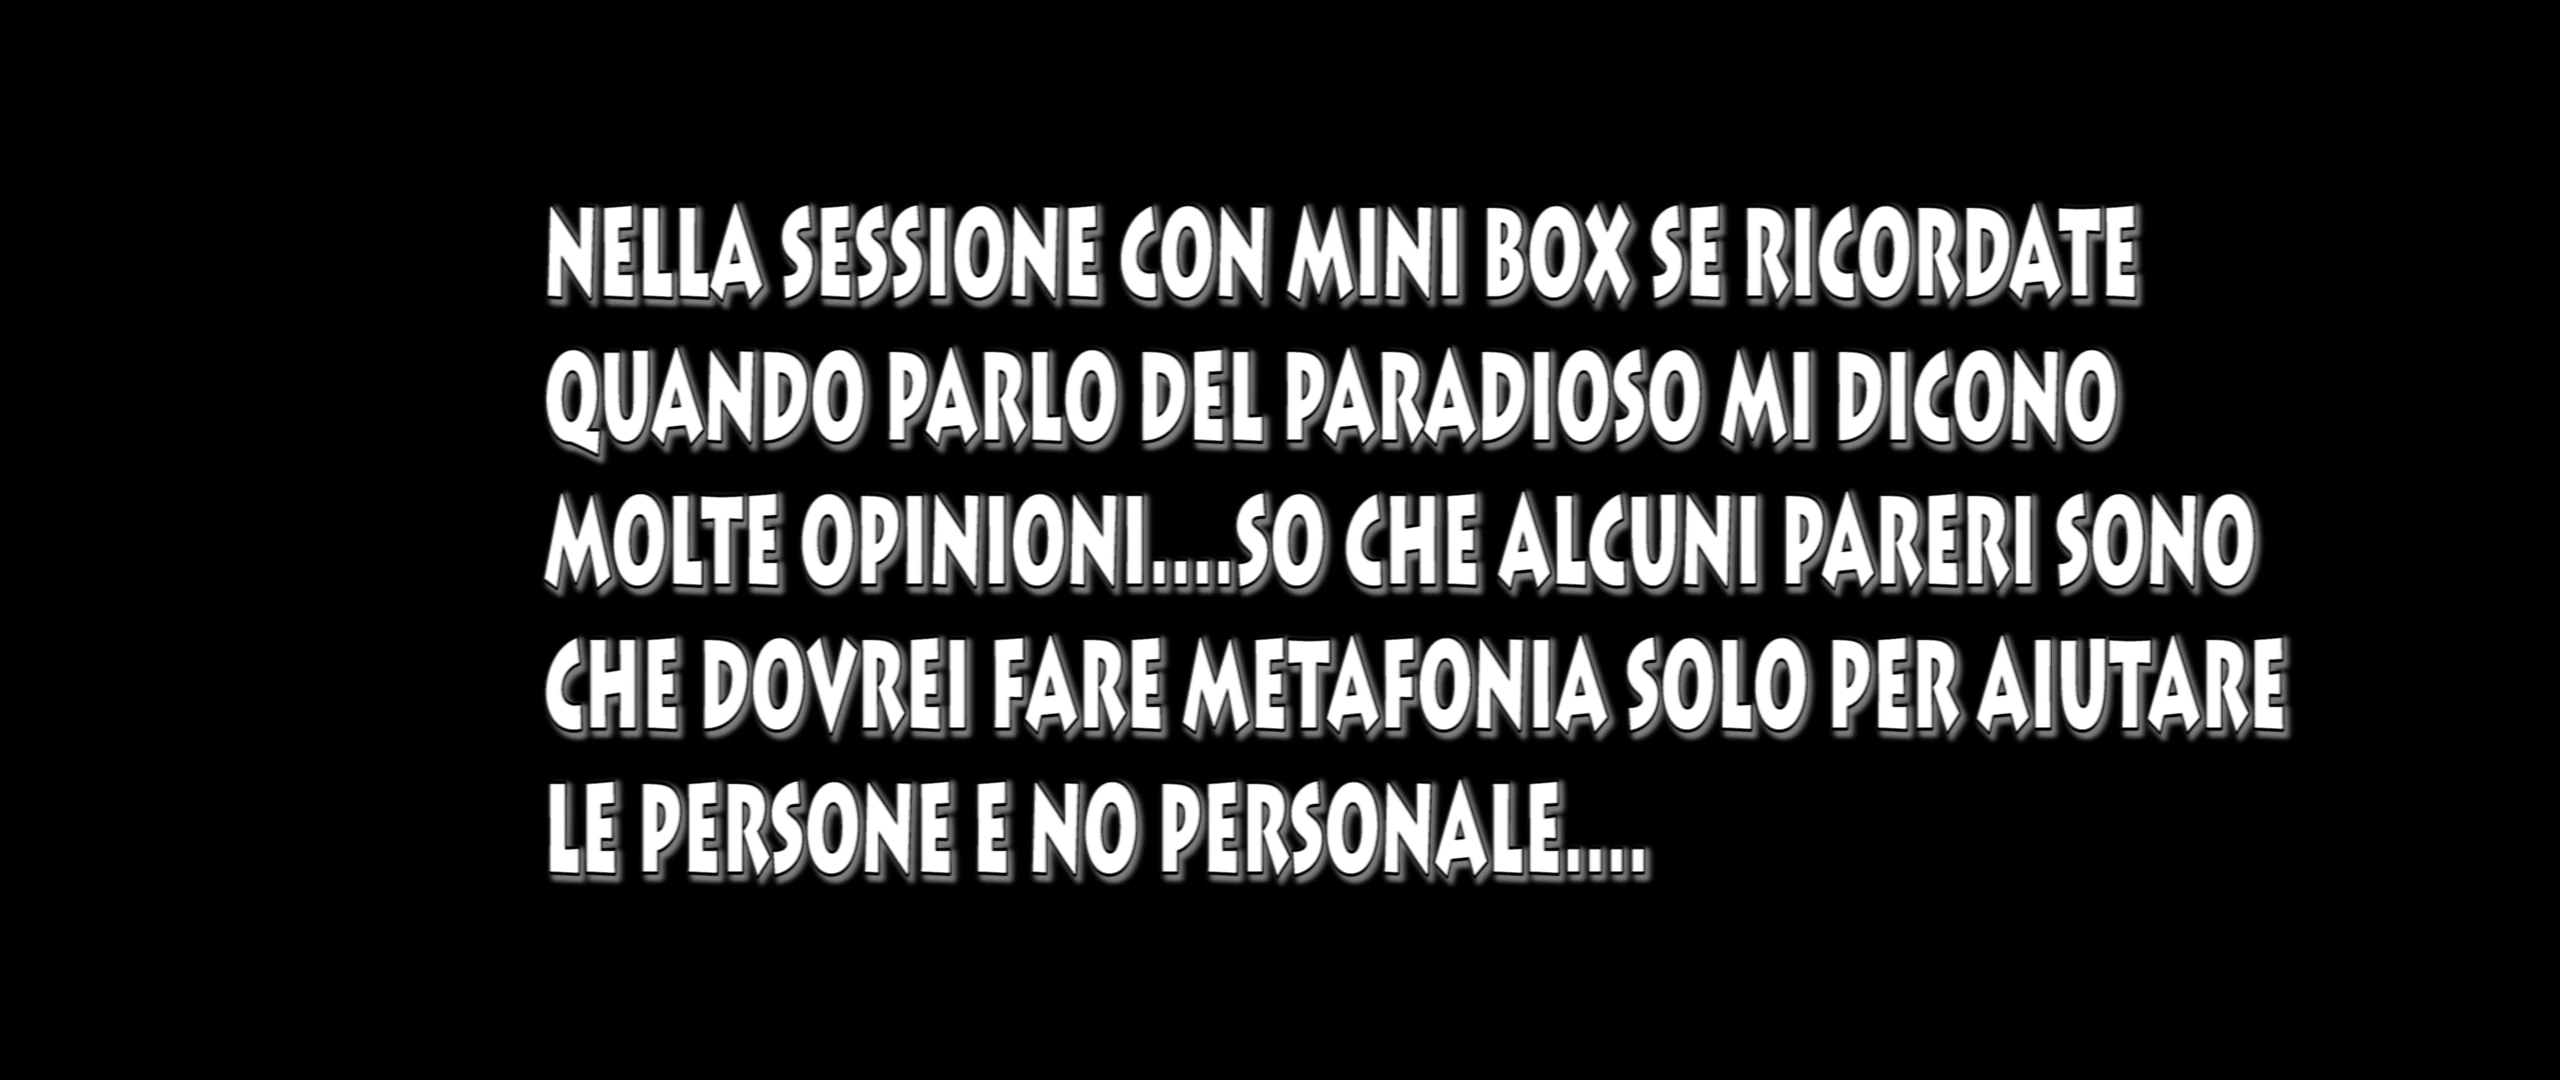 NELLA SESSIONE CON MINI BOX SE RICORDATE
QUANDO PARLO DEL PARADIOSO MI DICONO
MOLTE OPINIONI....SO CHE ALCUNI PARERI SONO
CHE DOVREI FARE METAFONIA SOLO PER AIUTARE
LE PERSONE E NO PERSONALE....